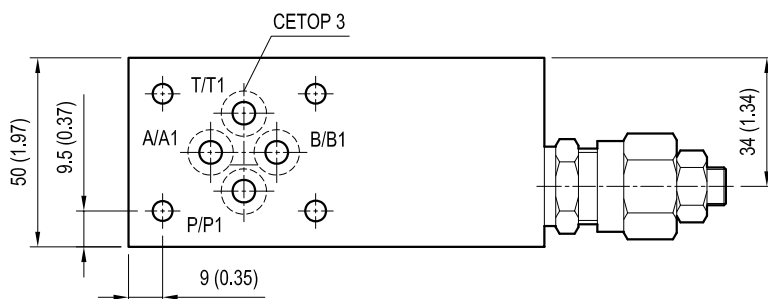 CETOP 3
T/T1
A/A1
B/B1
P/P1
50 (1.97)
9.5 (0.37)
34 (1.34)
9 (0.35)